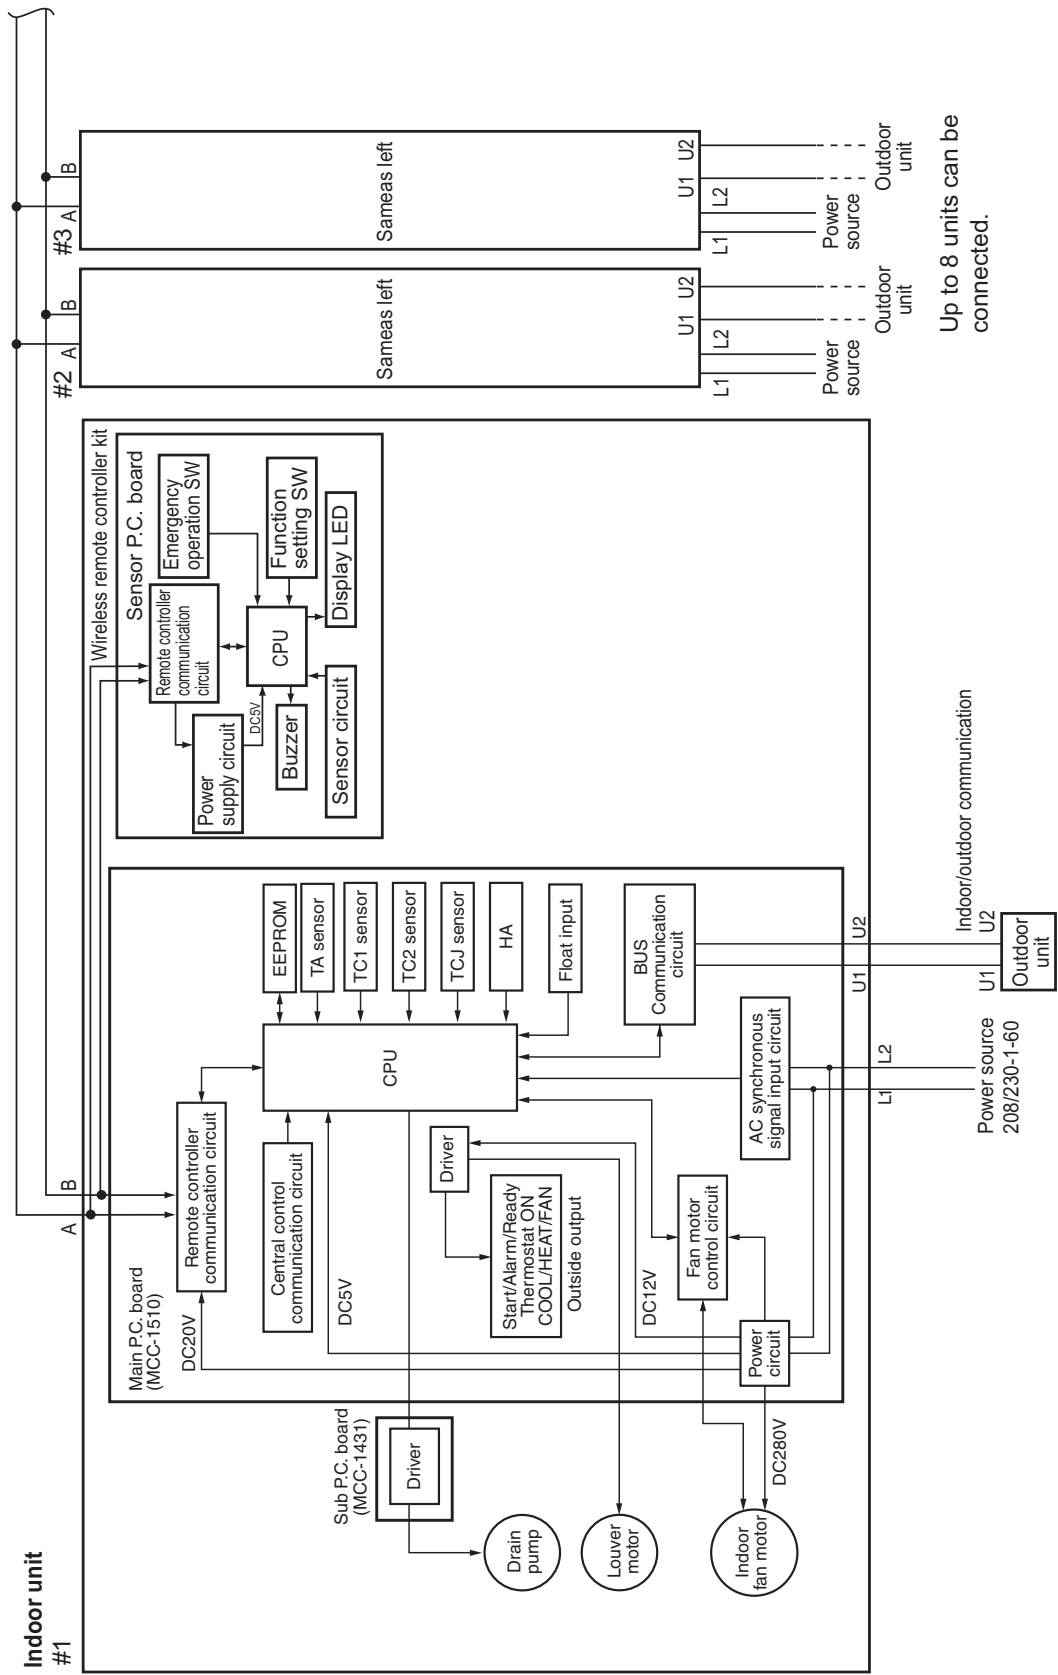 Indoor unit
#1
A
B
Main P.C. board
(MCC-1510)
DC20V
Remote controller
communication circuit
Central control
communication circuit
DC5V
CPU
EEPROM
TA sensor
TC1 sensor
TC2 sensor
TCJ sensor
HA
Float input
Sub P.C. board
(MCC-1431)
Driver
Driver
Start/Alarm/Ready
Thermostat ON
COOL/HEAT/FAN
Outside output
DC12V
BUS
Communication
circuit
Fan motor
control circuit
AC synchronous
signal input circuit
Power
circuit
DC280V
Drain
pump
Louver
motor
Indoor
fan motor
U1
U2
L1
L2
Power source
208/230-1-60
Indoor/outdoor communication
U1
U2
Outdoor
unit
Wireless remote controller kit
Sensor P.C. board
Remote controller
communication
circuit
Emergency
operation SW
Power
supply circuit
DC5V
CPU
Function
setting SW
Buzzer
Display LED
Sensor circuit
#2
A
B
Sameas left
U1
U2
L1
L2
Power
source
Outdoor
unit
#3
A
B
Sameas left
U1
U2
L1
L2
Power
source
Outdoor
unit
Up to 8 units can be
connected.